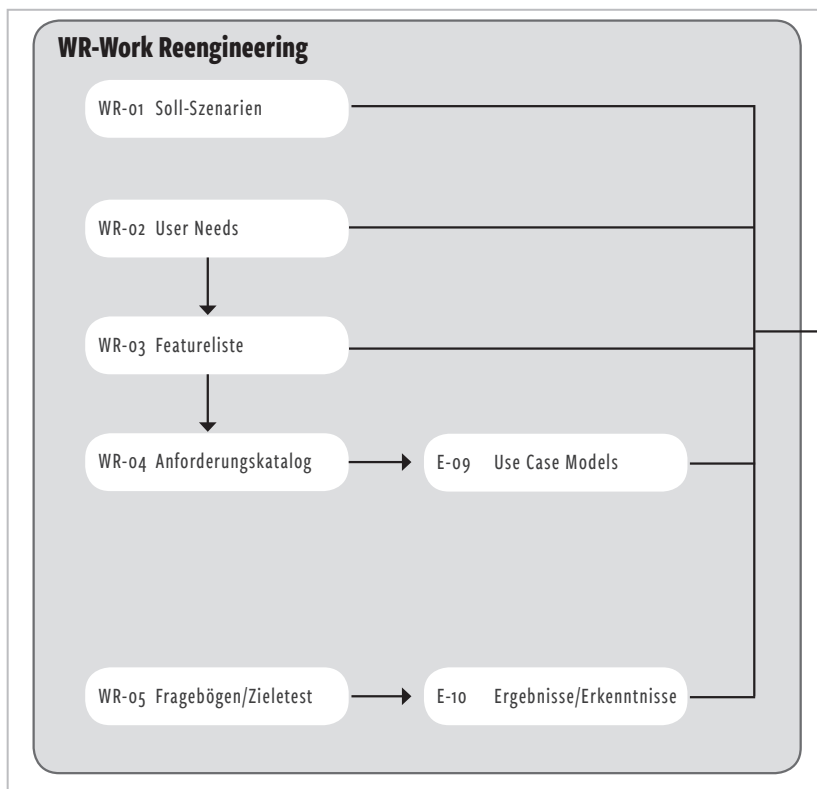 WR-Work Reengineering
WR-01 Soll-Szenarien
WR-02 User Needs
WR-03 Featureliste
WR-04 Anforderungskatalog
E-09 Use Case Models
WR-05 Fragebögen/Zieletest
E-10 Ergebnisse/Erkenntnisse